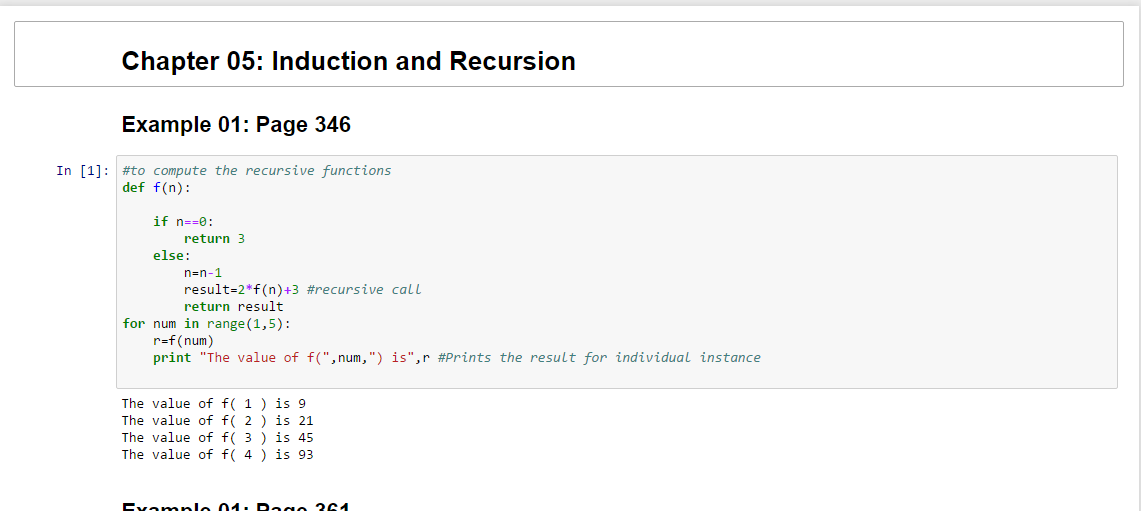 Chapter 05: Induction and Recursion
Example 01: Page 346
In [1]: #to compute the recursive functions
def f(n):
if n==0:
return 3
else:
n=n-1
result=2*f(n)+3 #recursive call
return result
for num in range(1,5):
r=f(num)
print "The value of f(",num,") is",r #Prints the result for individual instance
The value of f( 1 ) is 9
The value of f( 2 ) is 21
The value of f( 3 ) is 45
The value of f( 4 ) is 93
Example 01: Page 361